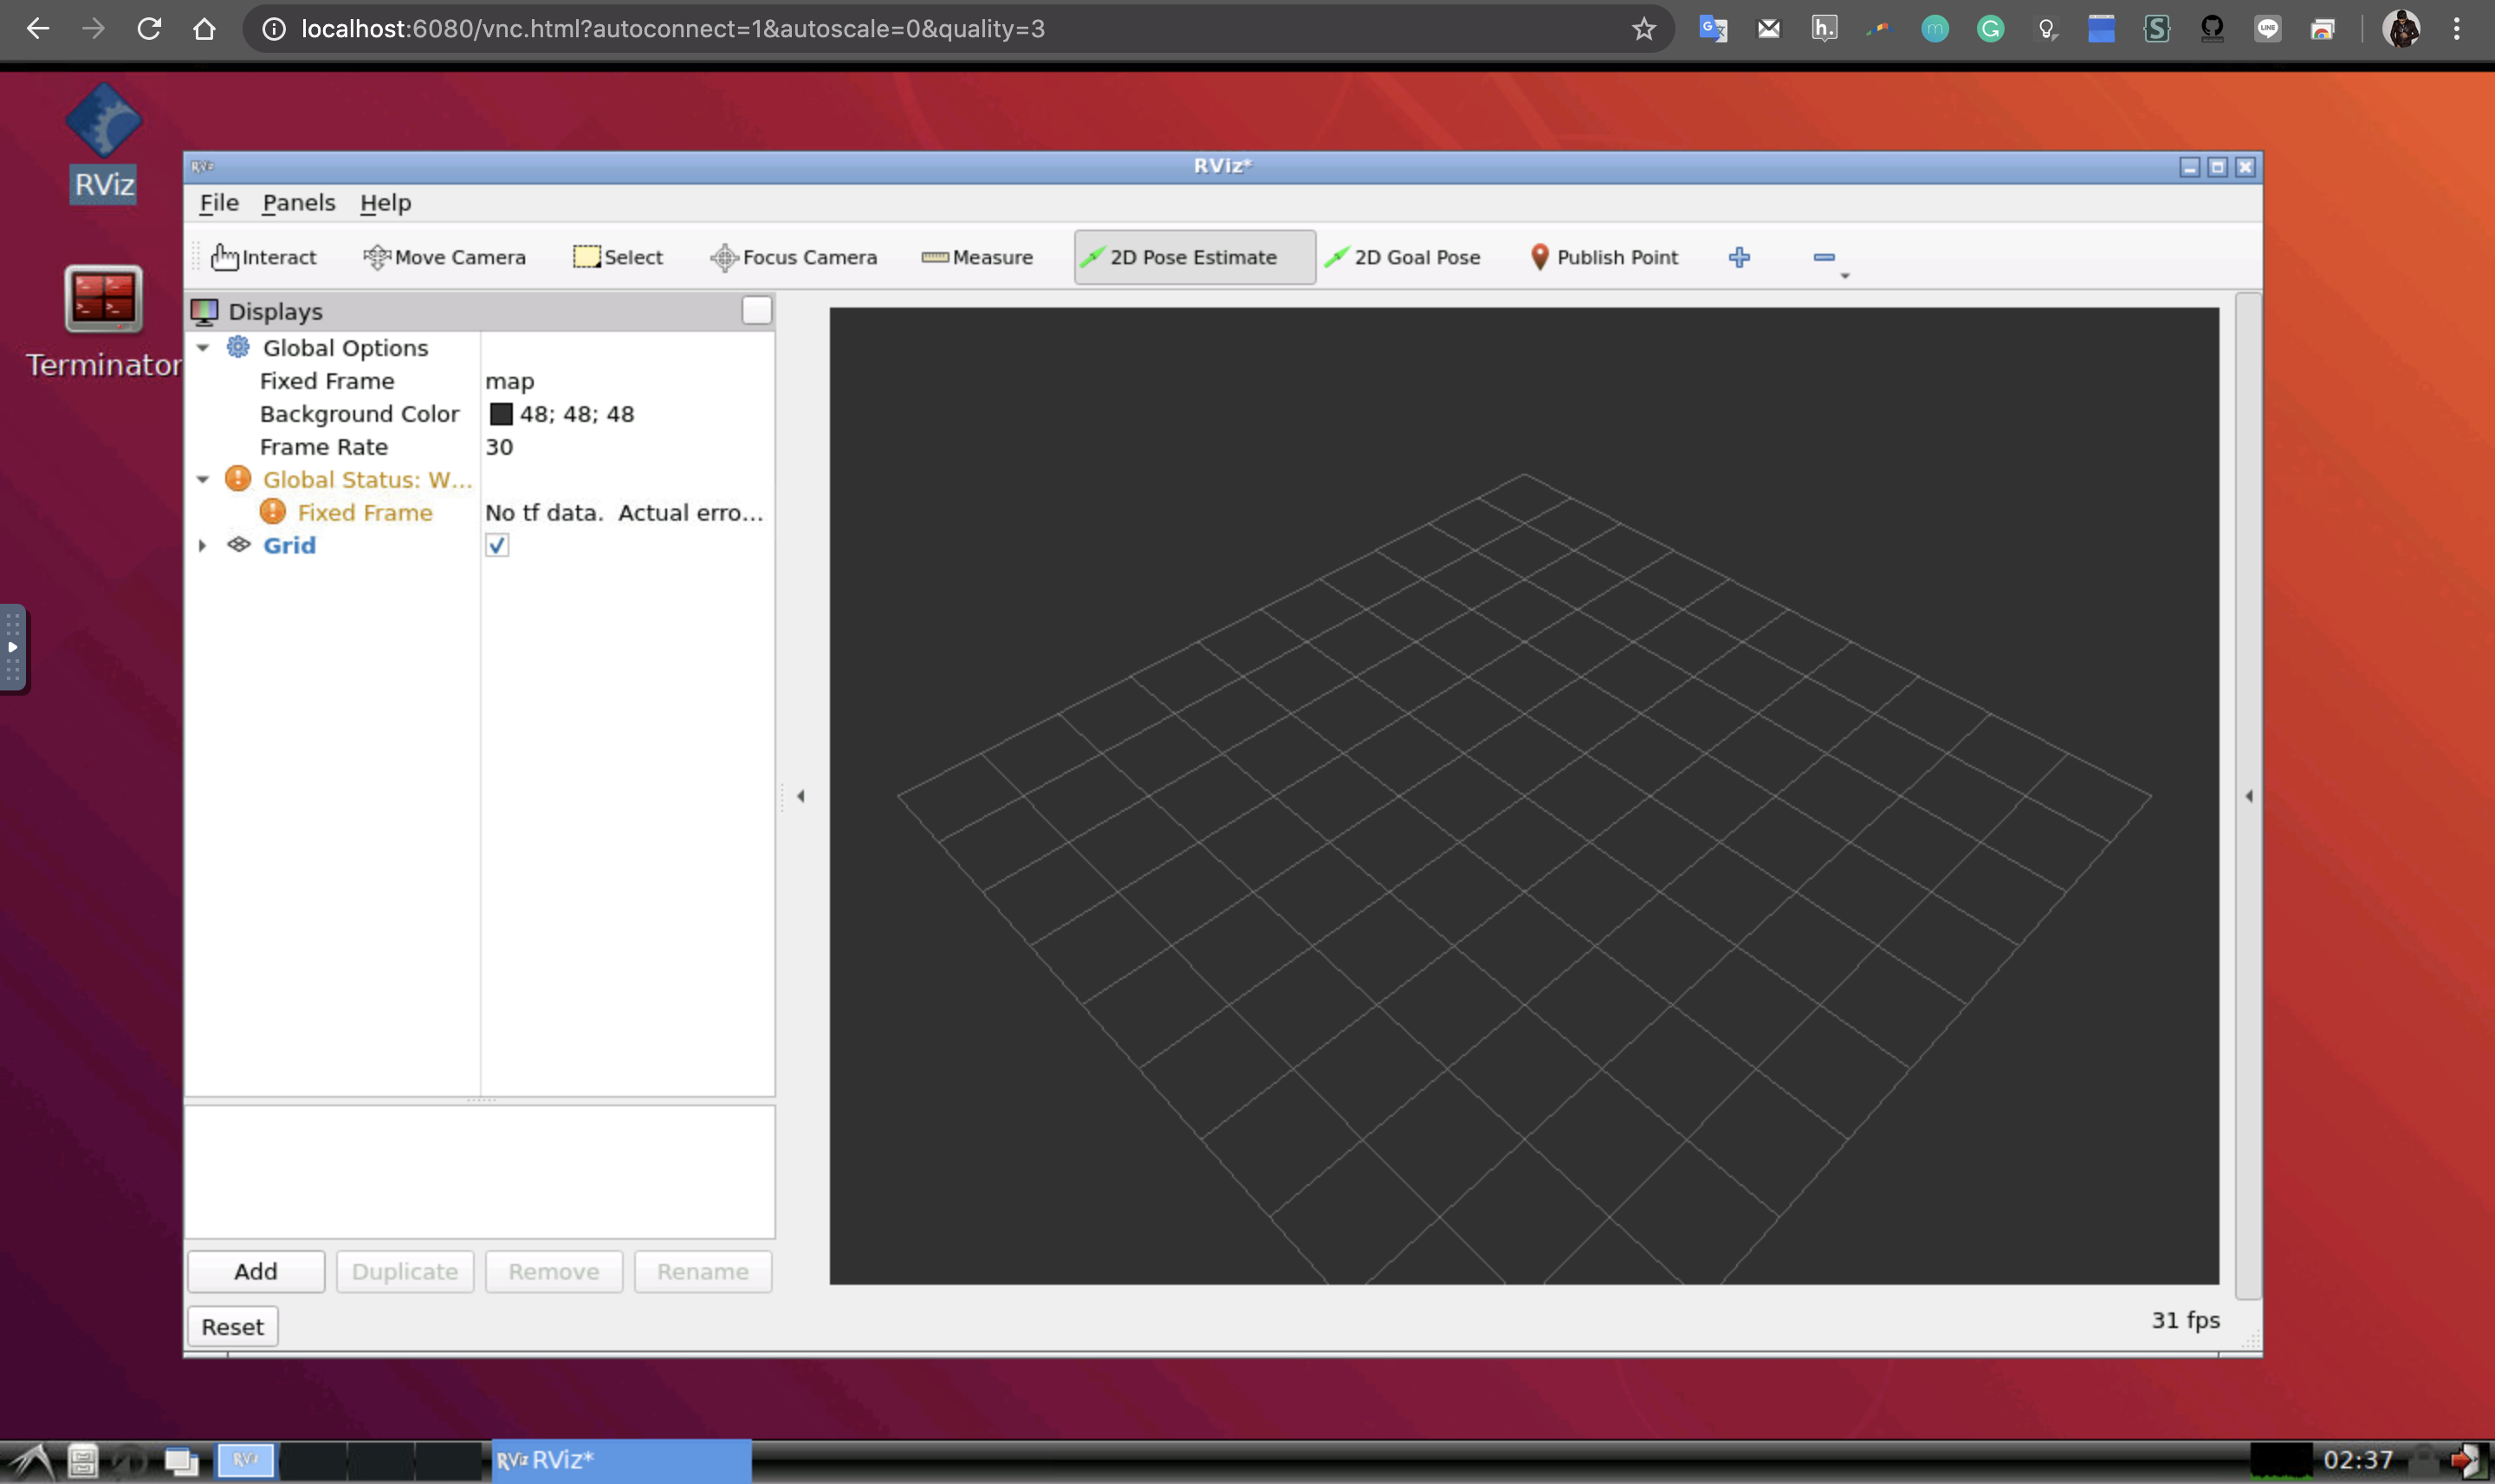 localhost:6080/vnc.html?autoconnect=1&autoscale=0&quality=3
RViz
Terminator
RViz*
File Panels Help
Interact Move Camera Select Focus Camera Measure 2D Pose Estimate 2D Goal Pose Publish Point
Displays
Global Options
Fixed Frame map
Background Color 48; 48; 48
Frame Rate 30
Global Status: W...
Fixed Frame No tf data. Actual erro...
Grid
Add Duplicate Remove Rename
Reset
31 fps
RViz RViz*
02:37